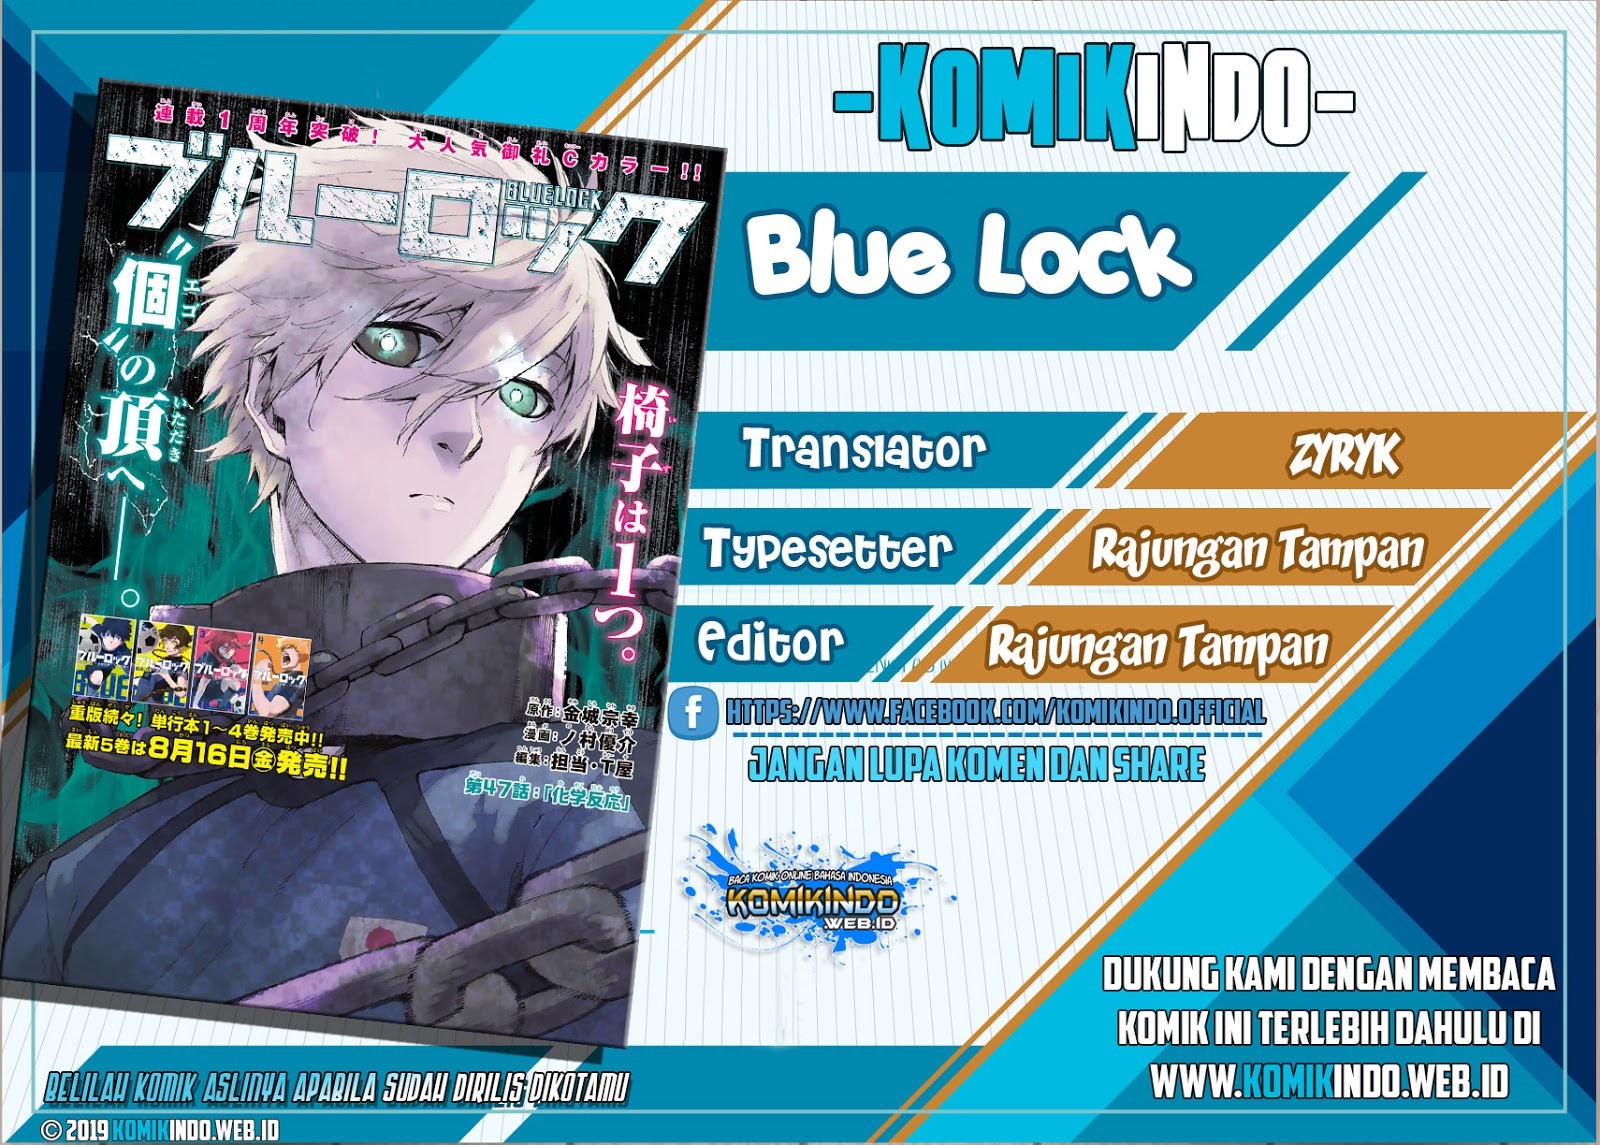 連載1周年突破! 大人気御礼Cカラー!!
ブルーロック
BLUELOCK
“個”の頂へ――。
エゴ
いただき
椅子は1つ。
重版続々! 単行本1~4巻発売中!!
最新5巻は8月16日㊎発売!!
原作:金城宗幸
漫画:ノ村優介
編集:担当・T屋
第47話:「化学反応」
-KOMIKINDO-
Blue Lock
Translator ZYRYK
Typesetter Rajungan Tampan
editor Rajungan Tampan
f HTTPS://WWW.FACEBOOK.COM/KOMIKINDO.OFFICIAL
JANGAN LUPA KOMEN DAN SHARE
BACA KOMIK ONLINE BAHASA INDONESIA
KOMIKINDO
.WEB.ID
DUKUNG KAMI DENGAN MEMBACA
KOMIK INI TERLEBIH DAHULU DI
WWW.KOMIKINDO.WEB.ID
BELILAH KOMIK ASLINYA APABILA SUDAH DIRILIS DIKOTAMU
© 2019 KOMIKINDO.WEB.ID